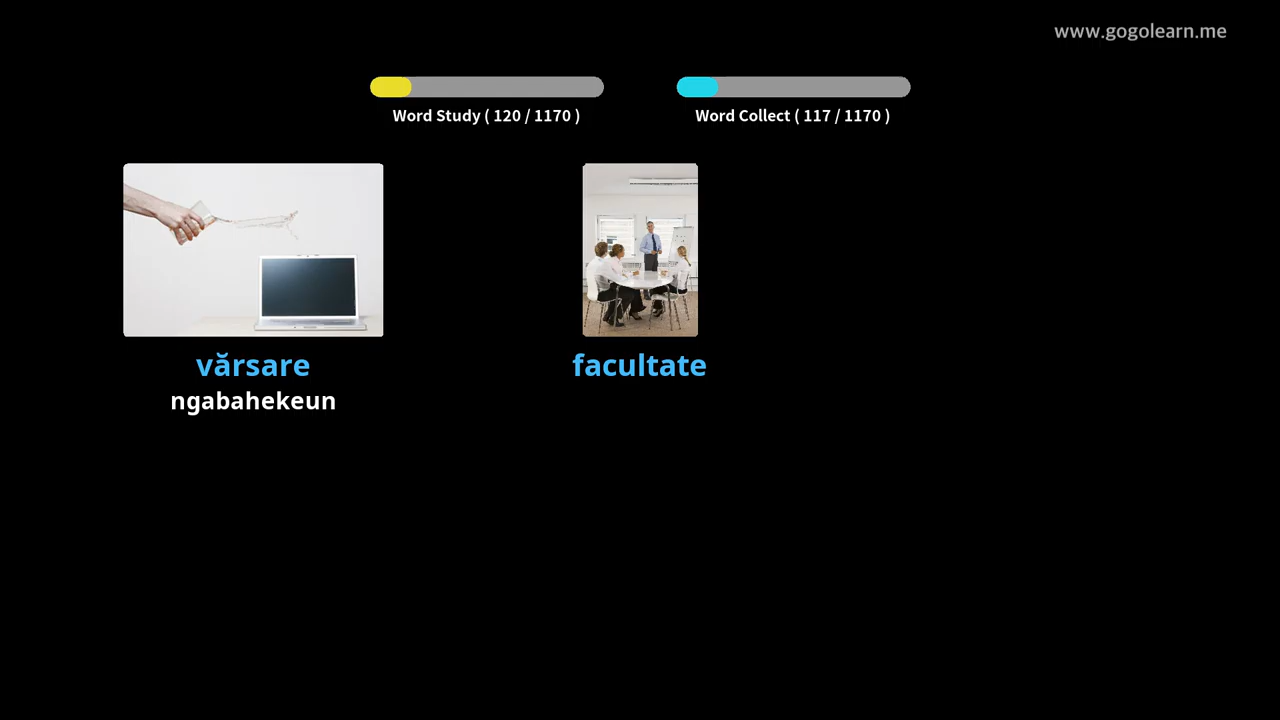 www.gogolearn.me
Word Study ( 120 / 1170 )
Word Collect ( 117 / 1170 )
vărsare
ngabahekeun
facultate